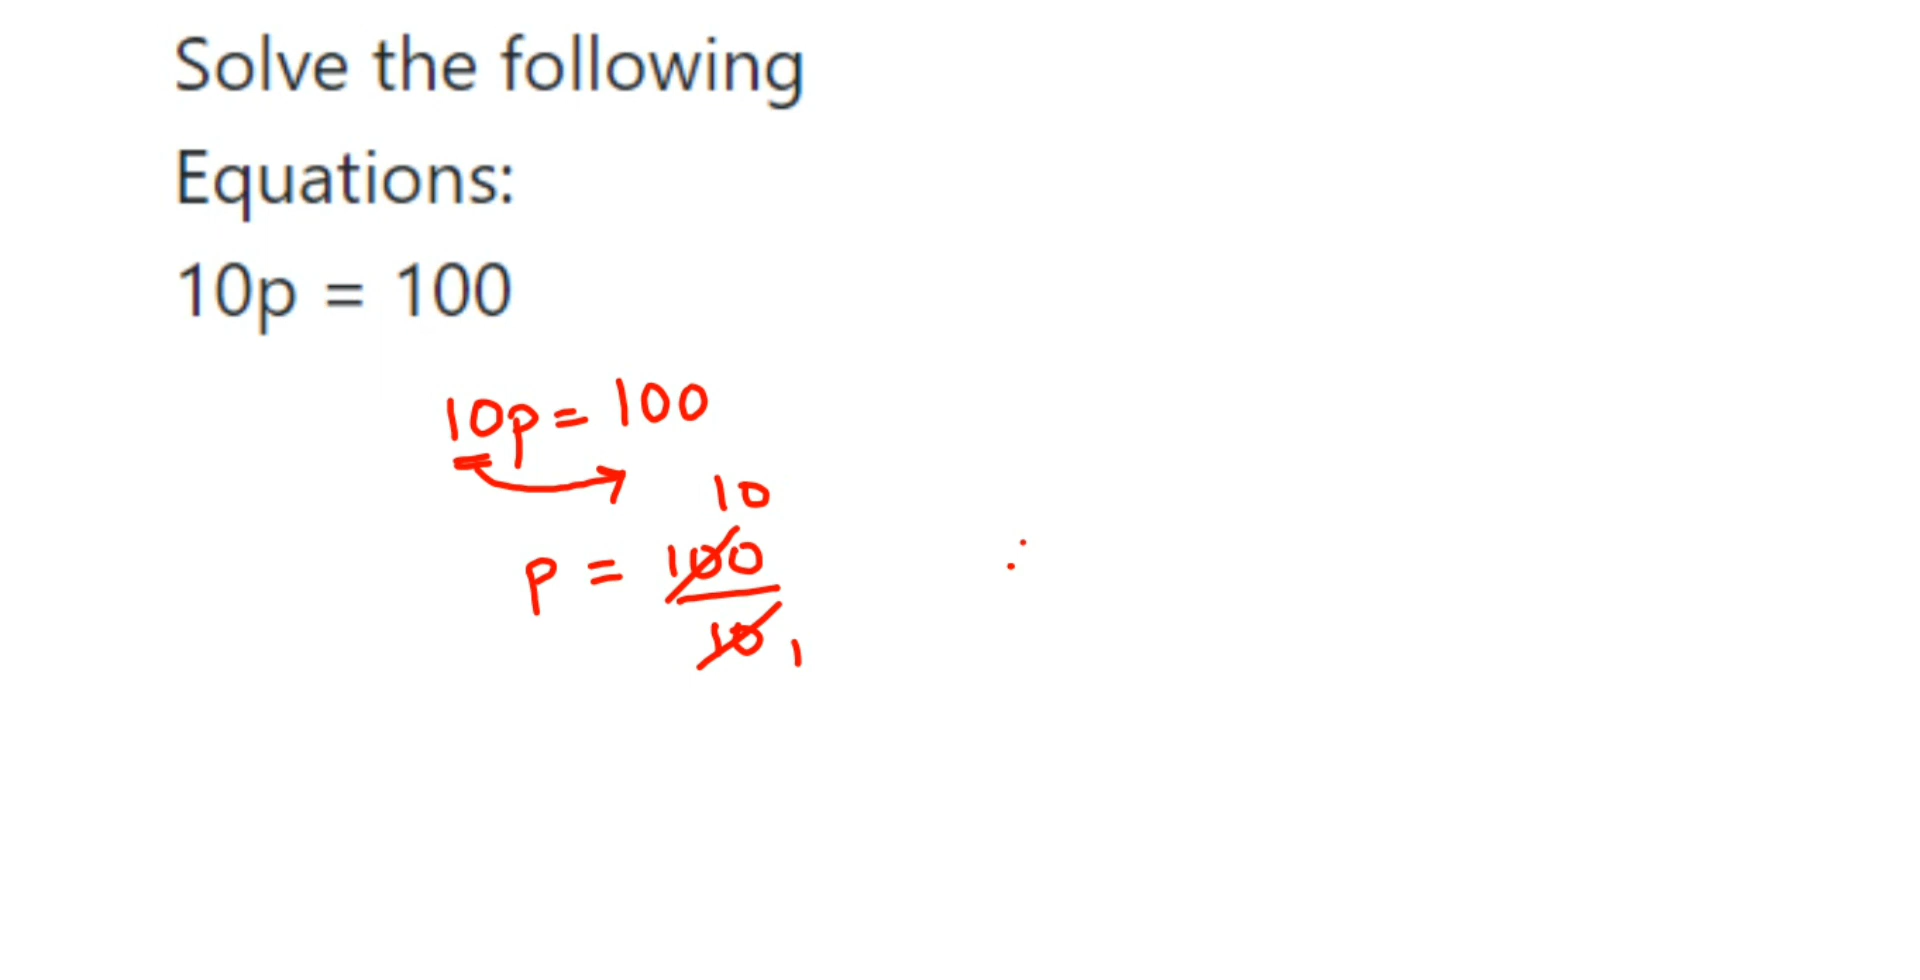 Solve the following
Equations:
10p = 100
10p = 100
10
p = 100
10 1